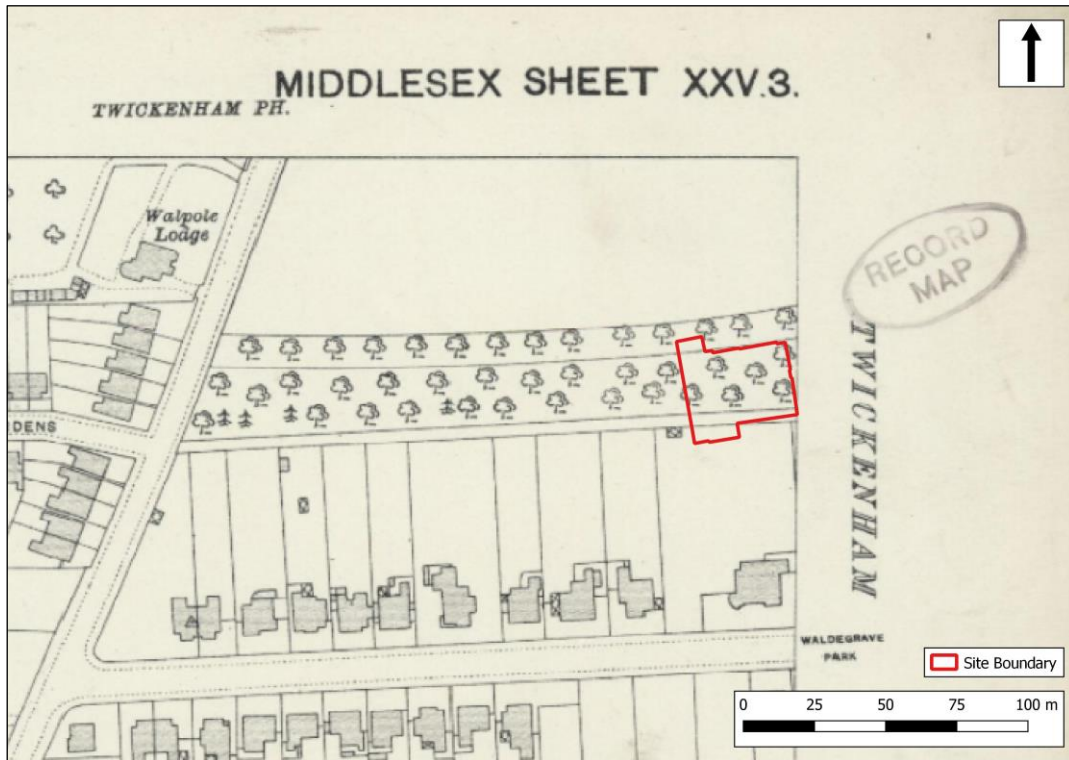 MIDDLESEX SHEET XXV.3.
TWICKENHAM PH.
Walpole
Lodge
RECORD
MAP
TWICKENHAM
DENS
WALDEGRAVE
PARK
Site Boundary
0 25 50 75 100 m